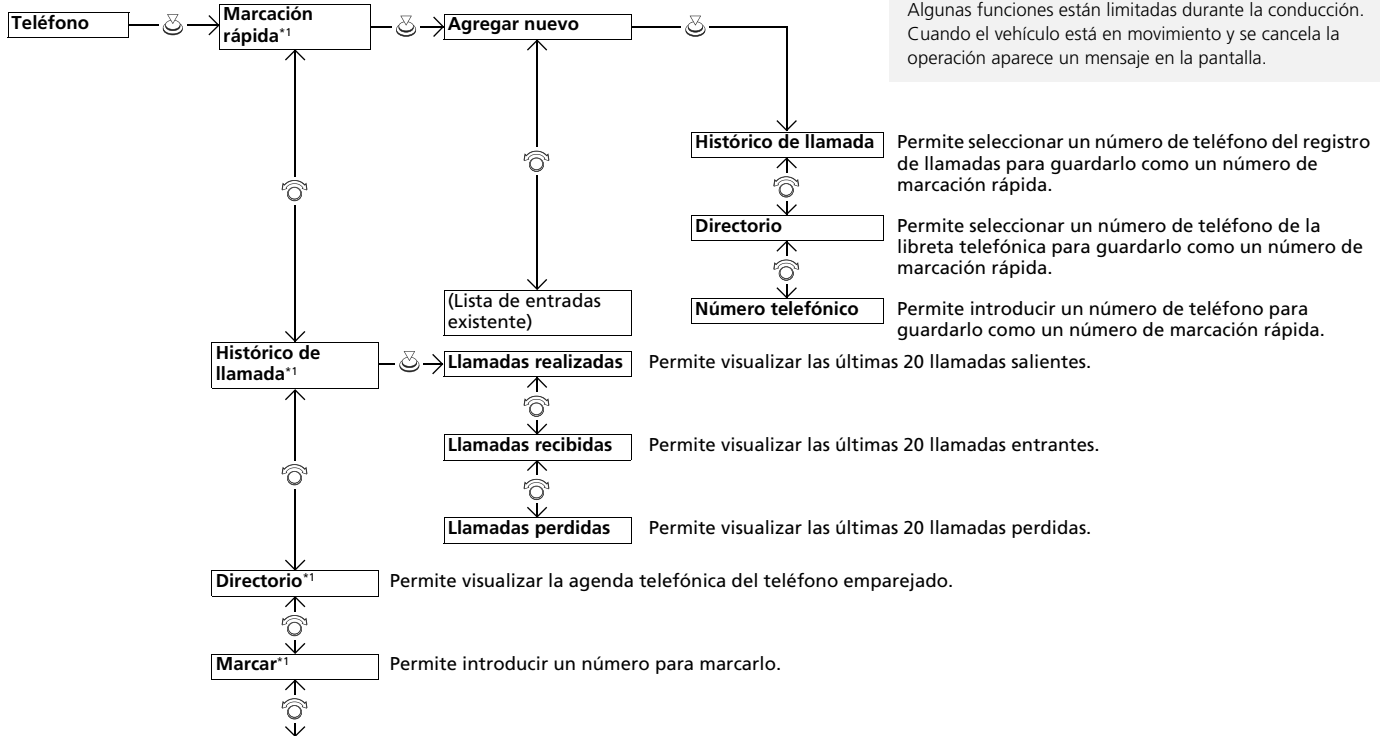 Teléfono
Marcación
rápida*1
Agregar nuevo
Algunas funciones están limitadas durante la conducción.
Cuando el vehículo está en movimiento y se cancela la
operación aparece un mensaje en la pantalla.
Histórico de llamada
Permite seleccionar un número de teléfono del registro
de llamadas para guardarlo como un número de
marcación rápida.
Directorio
Permite seleccionar un número de teléfono de la
libreta telefónica para guardarlo como un número de
marcación rápida.
(Lista de entradas
existente)
Número telefónico
Permite introducir un número de teléfono para
guardarlo como un número de marcación rápida.
Histórico de
llamada*1
Llamadas realizadas
Permite visualizar las últimas 20 llamadas salientes.
Llamadas recibidas
Permite visualizar las últimas 20 llamadas entrantes.
Llamadas perdidas
Permite visualizar las últimas 20 llamadas perdidas.
Directorio*1
Permite visualizar la agenda telefónica del teléfono emparejado.
Marcar*1
Permite introducir un número para marcarlo.